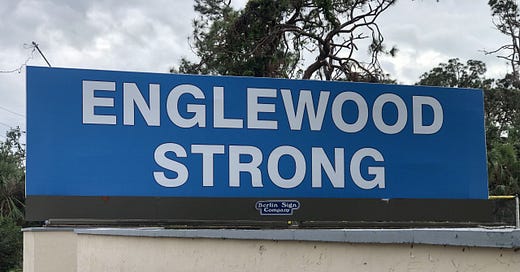 ENGLEWOOD
STRONG
Berlin Sign
Company